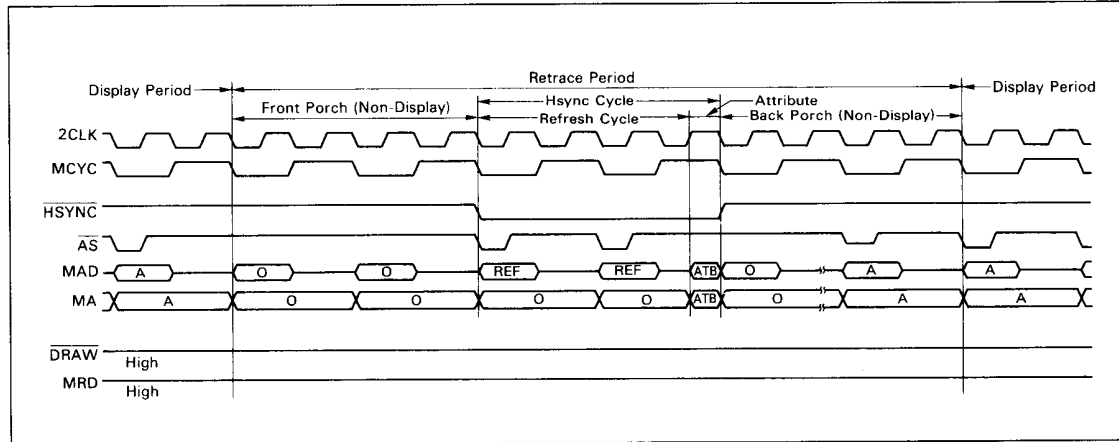 Retrace Period
Display Period
Display Period
Hsync Cycle
Attribute
Front Porch (Non-Display)
Refresh Cycle
Back Porch (Non-Display)
2CLK
MCYC
HSYNC
AS
MAD A O O REF REF ATB O A A
MA A O O O O ATB O A A
DRAW
High
MRD
High